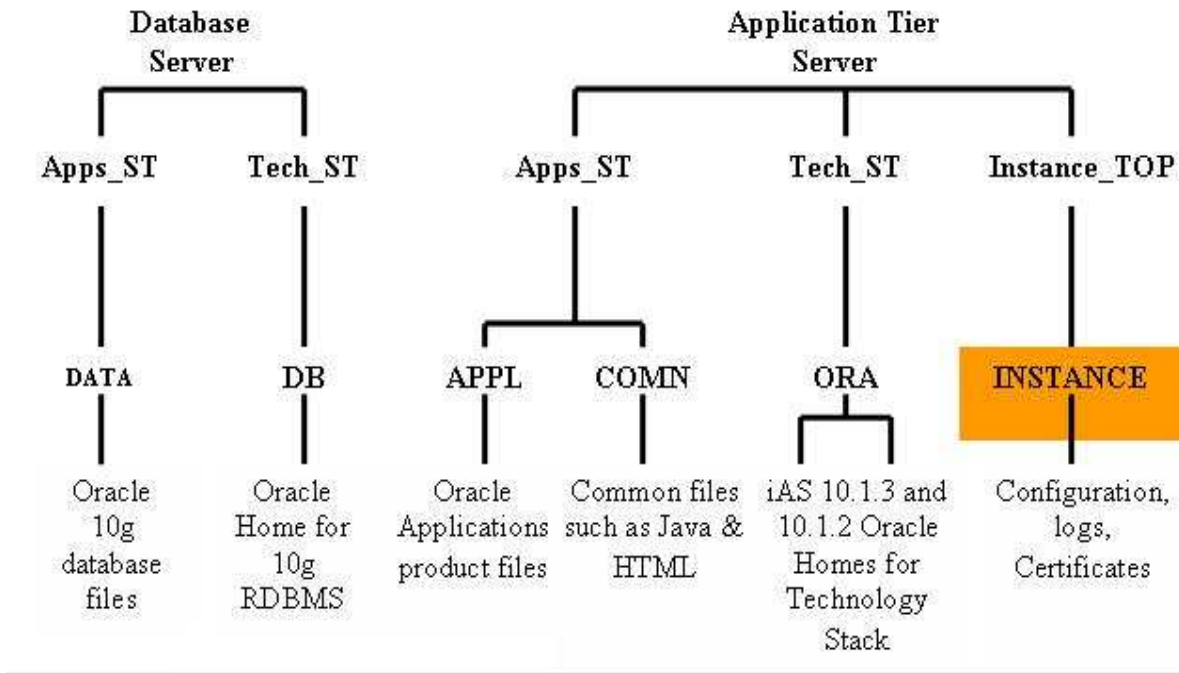 Database
Server
Application Tier
Server
Apps_ST
Tech_ST
Apps_ST
Tech_ST
Instance_TOP
DATA
DB
APPL
COMN
ORA
INSTANCE
Oracle
10g
database
files
Oracle
Home for
10g
RDBMS
Oracle
Applications
product files
Common files
such as Java &
HTML
iAS 10.1.3 and
10.1.2 Oracle
Homes for
Technology
Stack
Configuration,
logs,
Certificates